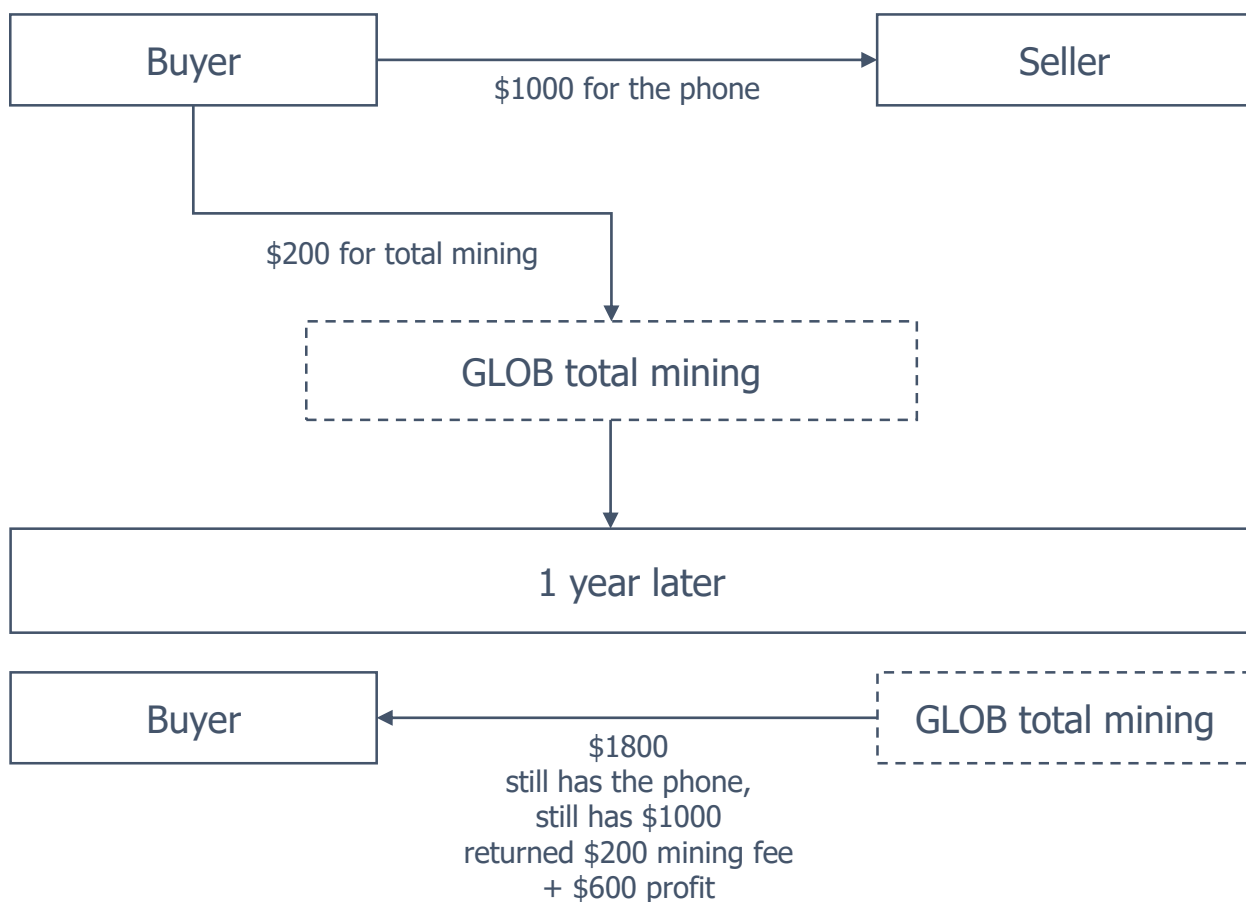 Buyer
Seller
$1000 for the phone
$200 for total mining
GLOB total mining
1 year later
Buyer
GLOB total mining
$1800
still has the phone,
still has $1000
returned $200 mining fee
+ $600 profit